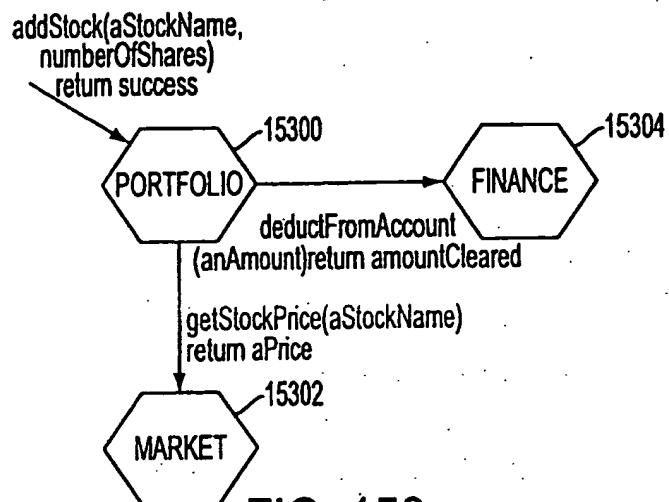 addStock(aStockName,
numberOfShares)
return success
15300
15304
PORTFOLIO
FINANCE
deductFromAccount
(anAmount)return amountCleared
getStockPrice(aStockName)
return aPrice
15302
MARKET